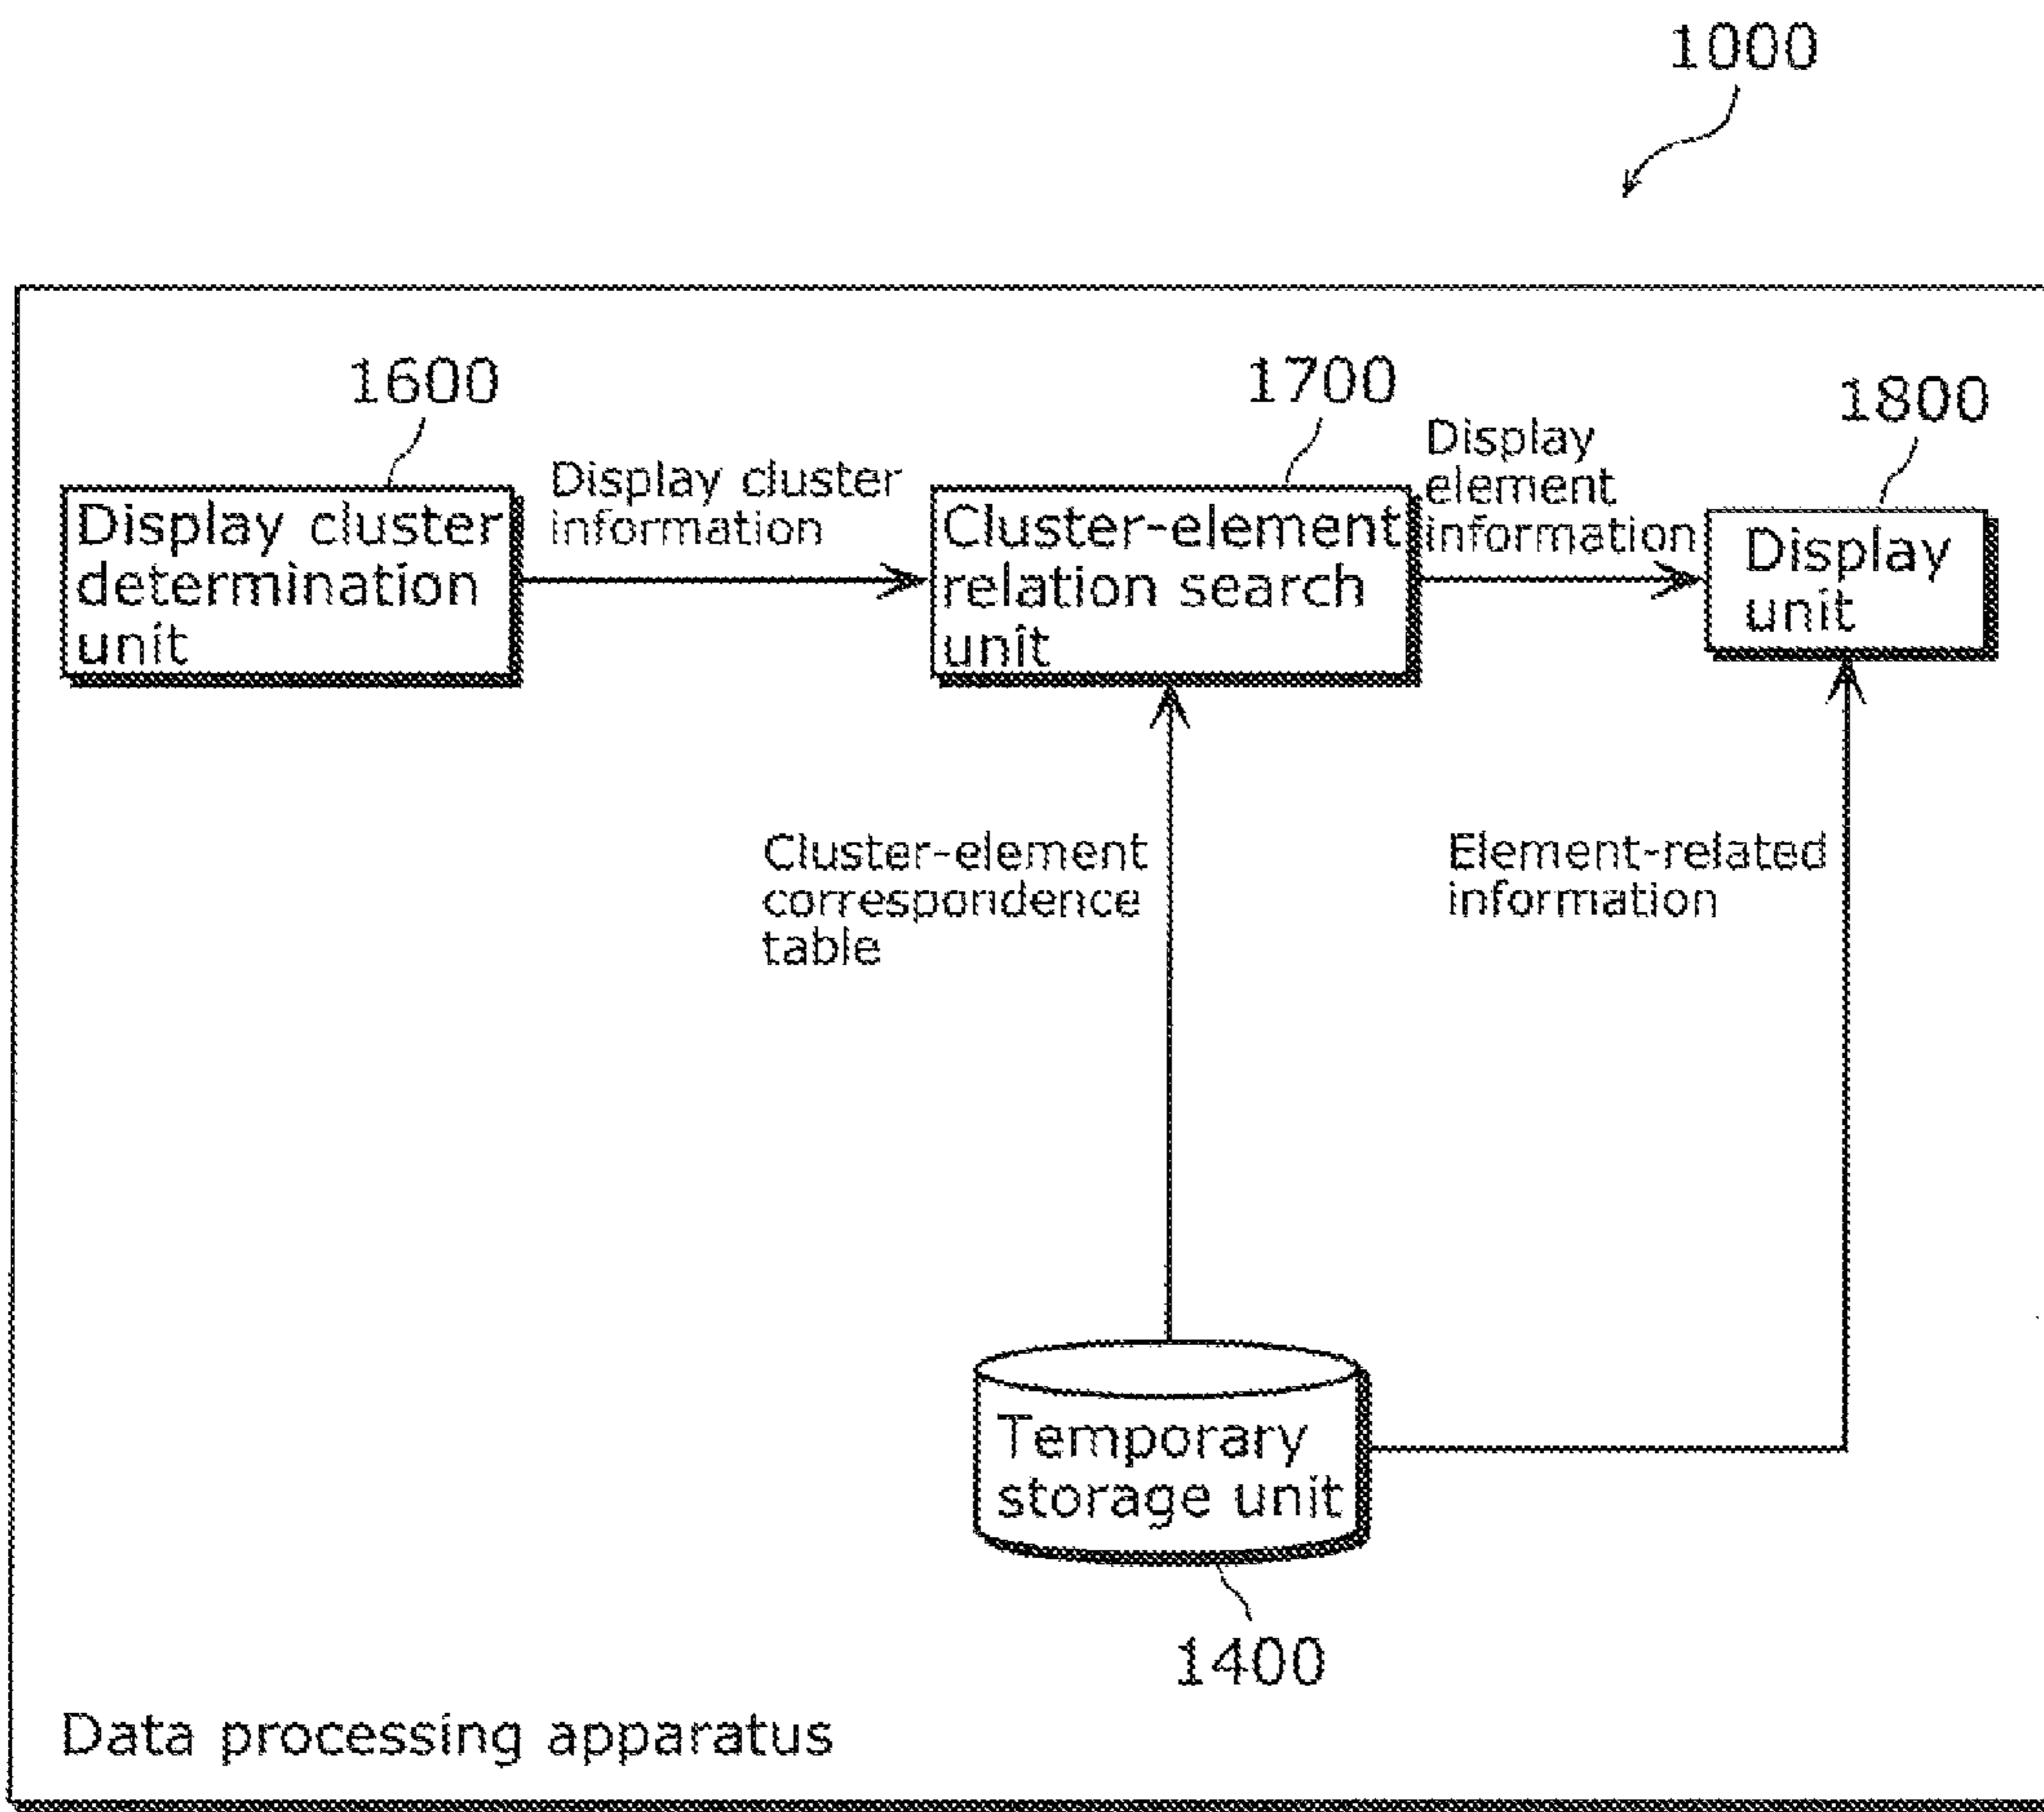 1000
1600
1700
1800
Display cluster
determination
unit
Display cluster
information
Cluster-element
relation search
unit
Display
element
information
Display
unit
Cluster-element
correspondence
table
Element-related
information
Temporary
storage unit
1400
Data processing apparatus